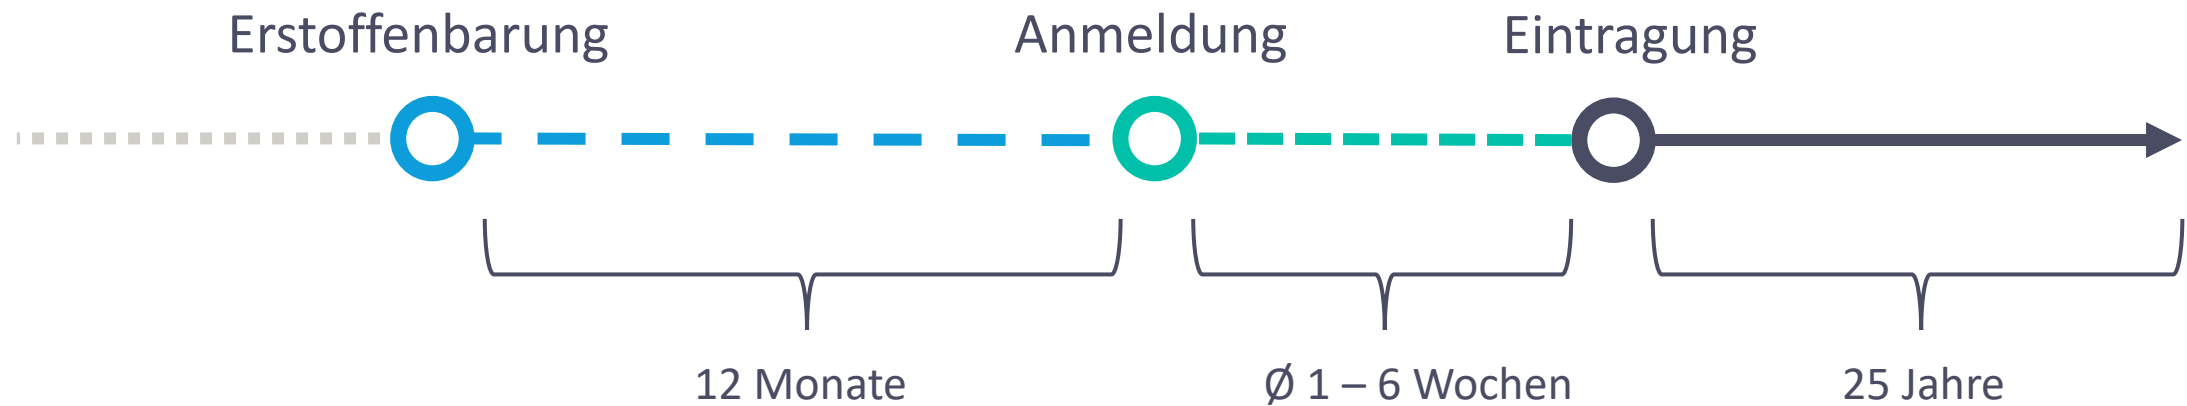 Erstoffenbarung
Anmeldung
Eintragung
12 Monate
Ø 1 – 6 Wochen
25 Jahre